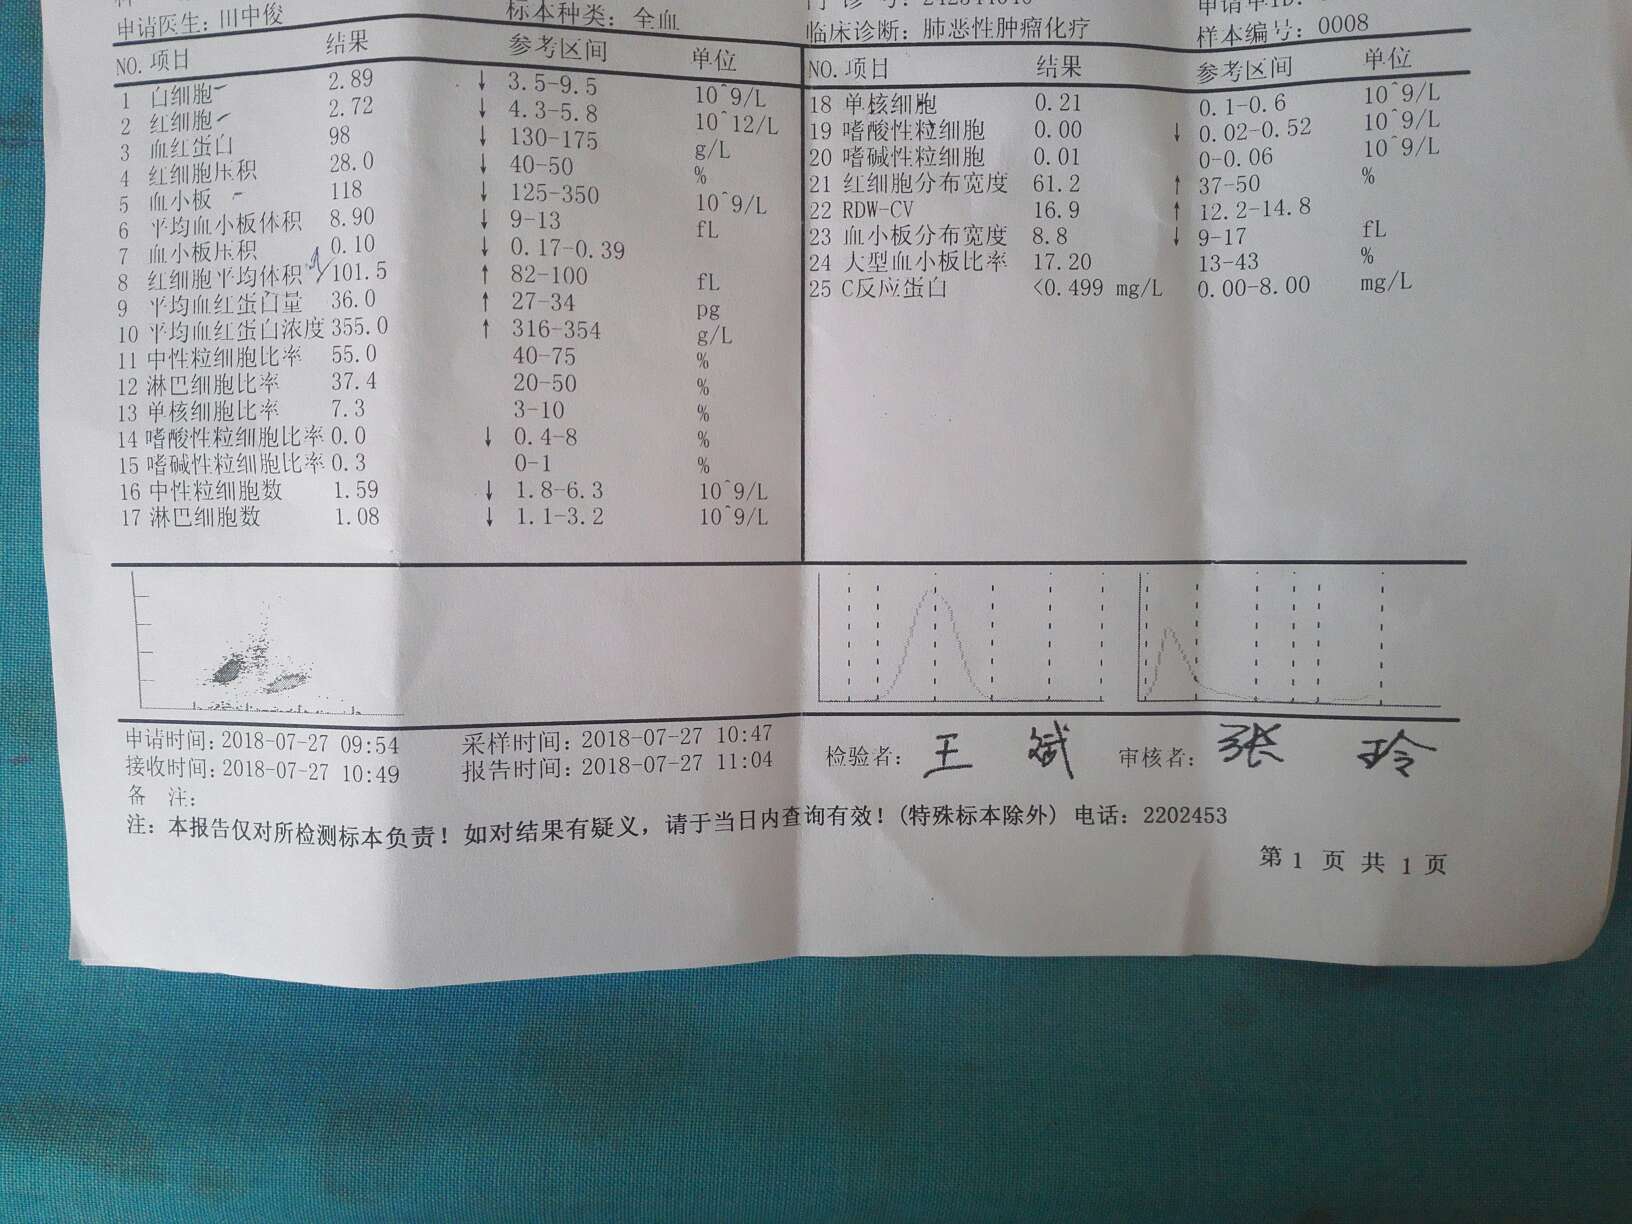 申请医生：田中俊
标本种类：全血
临床诊断：肺恶性肿瘤化疗
样本编号：0008
NO. 项目 结果 参考区间 单位
1 白细胞 2.89 ↓ 3.5-9.5 10^9/L
2 红细胞 2.72 ↓ 4.3-5.8 10^12/L
3 血红蛋白 98 ↓ 130-175 g/L
4 红细胞压积 28.0 ↓ 40-50 %
5 血小板 118 ↓ 125-350 10^9/L
6 平均血小板体积 8.90 ↓ 9-13 fL
7 血小板压积 0.10 ↓ 0.17-0.39
8 红细胞平均体积 101.5 ↑ 82-100 fL
9 平均血红蛋白量 36.0 ↑ 27-34 pg
10 平均血红蛋白浓度 355.0 ↑ 316-354 g/L
11 中性粒细胞比率 55.0 40-75 %
12 淋巴细胞比率 37.4 20-50 %
13 单核细胞比率 7.3 3-10 %
14 嗜酸性粒细胞比率 0.0 ↓ 0.4-8 %
15 嗜碱性粒细胞比率 0.3 0-1 %
16 中性粒细胞数 1.59 ↓ 1.8-6.3 10^9/L
17 淋巴细胞数 1.08 ↓ 1.1-3.2 10^9/L
NO. 项目 结果 参考区间 单位
18 单核细胞 0.21 0.1-0.6 10^9/L
19 嗜酸性粒细胞 0.00 ↓ 0.02-0.52 10^9/L
20 嗜碱性粒细胞 0.01 0-0.06 10^9/L
21 红细胞分布宽度 61.2 ↑ 37-50 %
22 RDW-CV 16.9 ↑ 12.2-14.8
23 血小板分布宽度 8.8 ↓ 9-17 fL
24 大型血小板比率 17.20 13-43 %
25 C反应蛋白 <0.499 mg/L 0.00-8.00 mg/L
申请时间：2018-07-27 09:54 采样时间：2018-07-27 10:47 检验者：王斌 审核者：张玲
接收时间：2018-07-27 10:49 报告时间：2018-07-27 11:04
备 注：
注：本报告仅对所检测标本负责！如对结果有疑义，请于当日内查询有效！(特殊标本除外) 电话：2202453
第 1 页 共 1 页